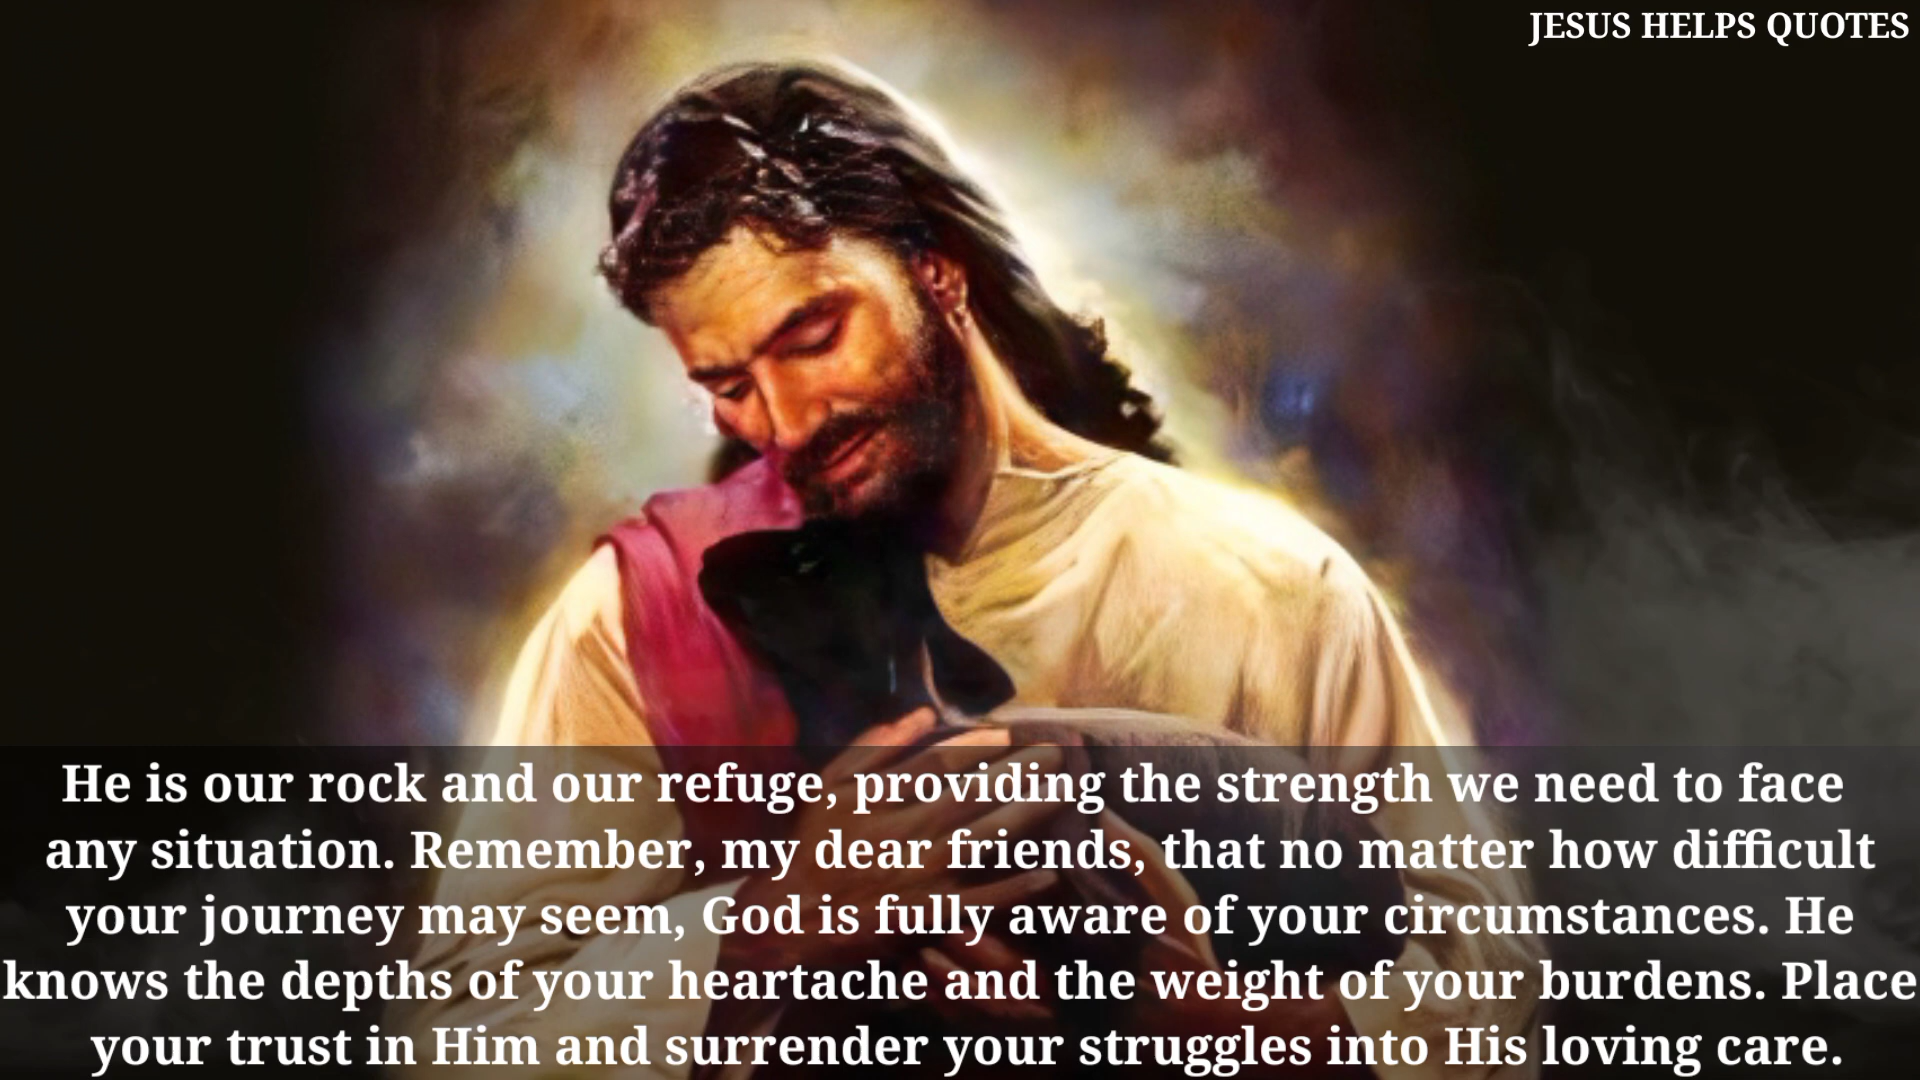 JESUS HELPS QUOTES
He is our rock and our refuge, providing the strength we need to face
any situation. Remember, my dear friends, that no matter how difficult
your journey may seem, God is fully aware of your circumstances. He
knows the depths of your heartache and the weight of your burdens. Place
your trust in Him and surrender your struggles into His loving care.